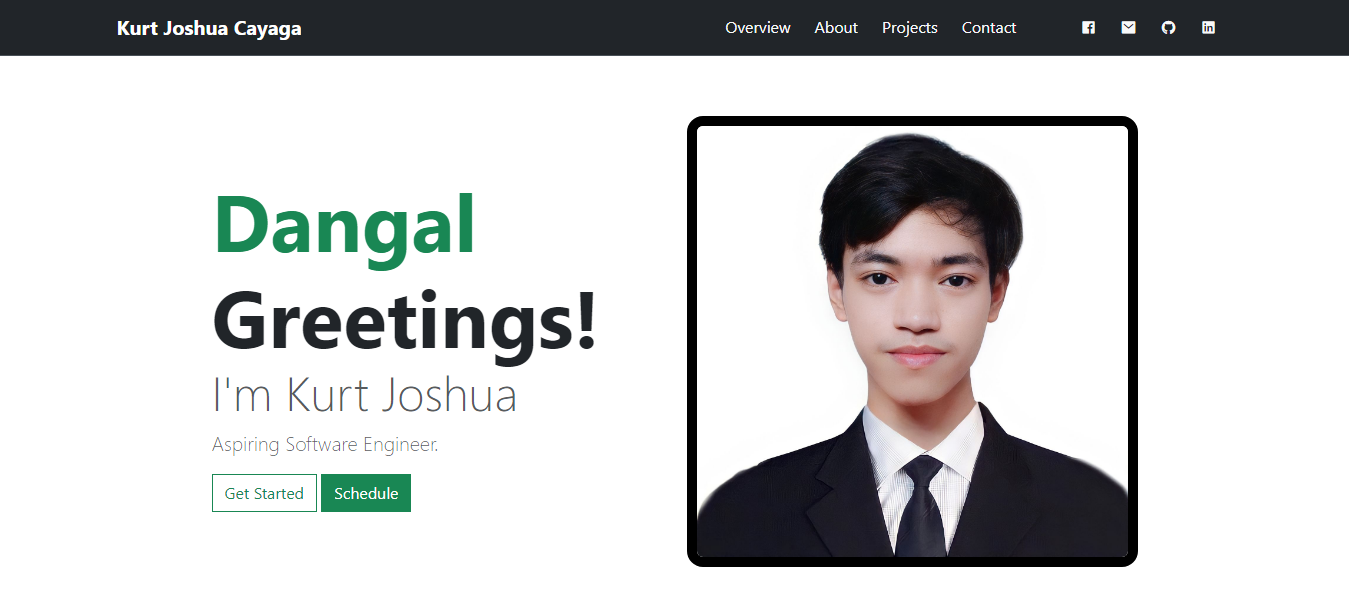 Kurt Joshua Cayaga
Overview About Projects Contact
Dangal
Greetings!
I'm Kurt Joshua
Aspiring Software Engineer.
Get Started Schedule